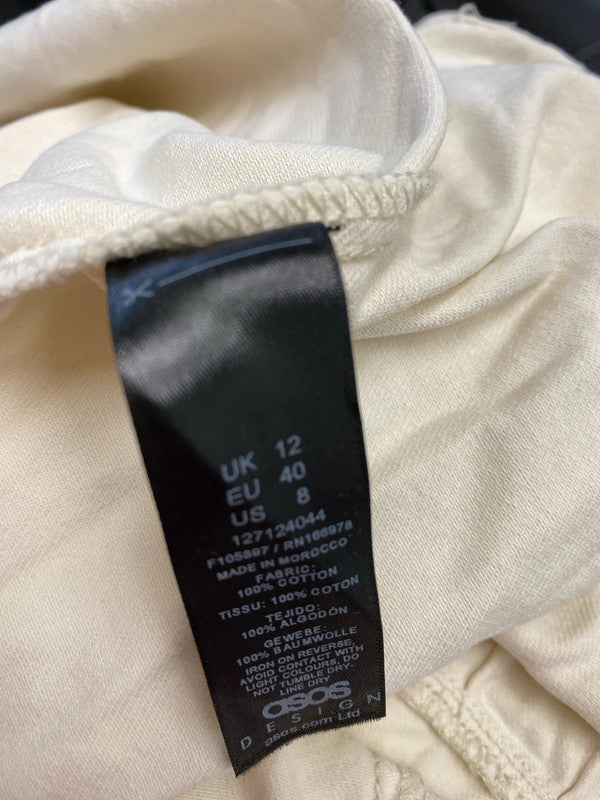 UK 12
EU 40
US 8
127124044
F105897 / RN166978
MADE IN MOROCCO
FABRIC:
100% COTTON
TISSU: 100% COTON
TEJIDO:
100% ALGODÓN
GEWEBE:
100% BAUMWOLLE
IRON ON REVERSE,
AVOID CONTACT WITH
LIGHT COLOURS, DO
NOT TUMBLE DRY-
LINE DRY
asos
DESIGN
asos.com Ltd